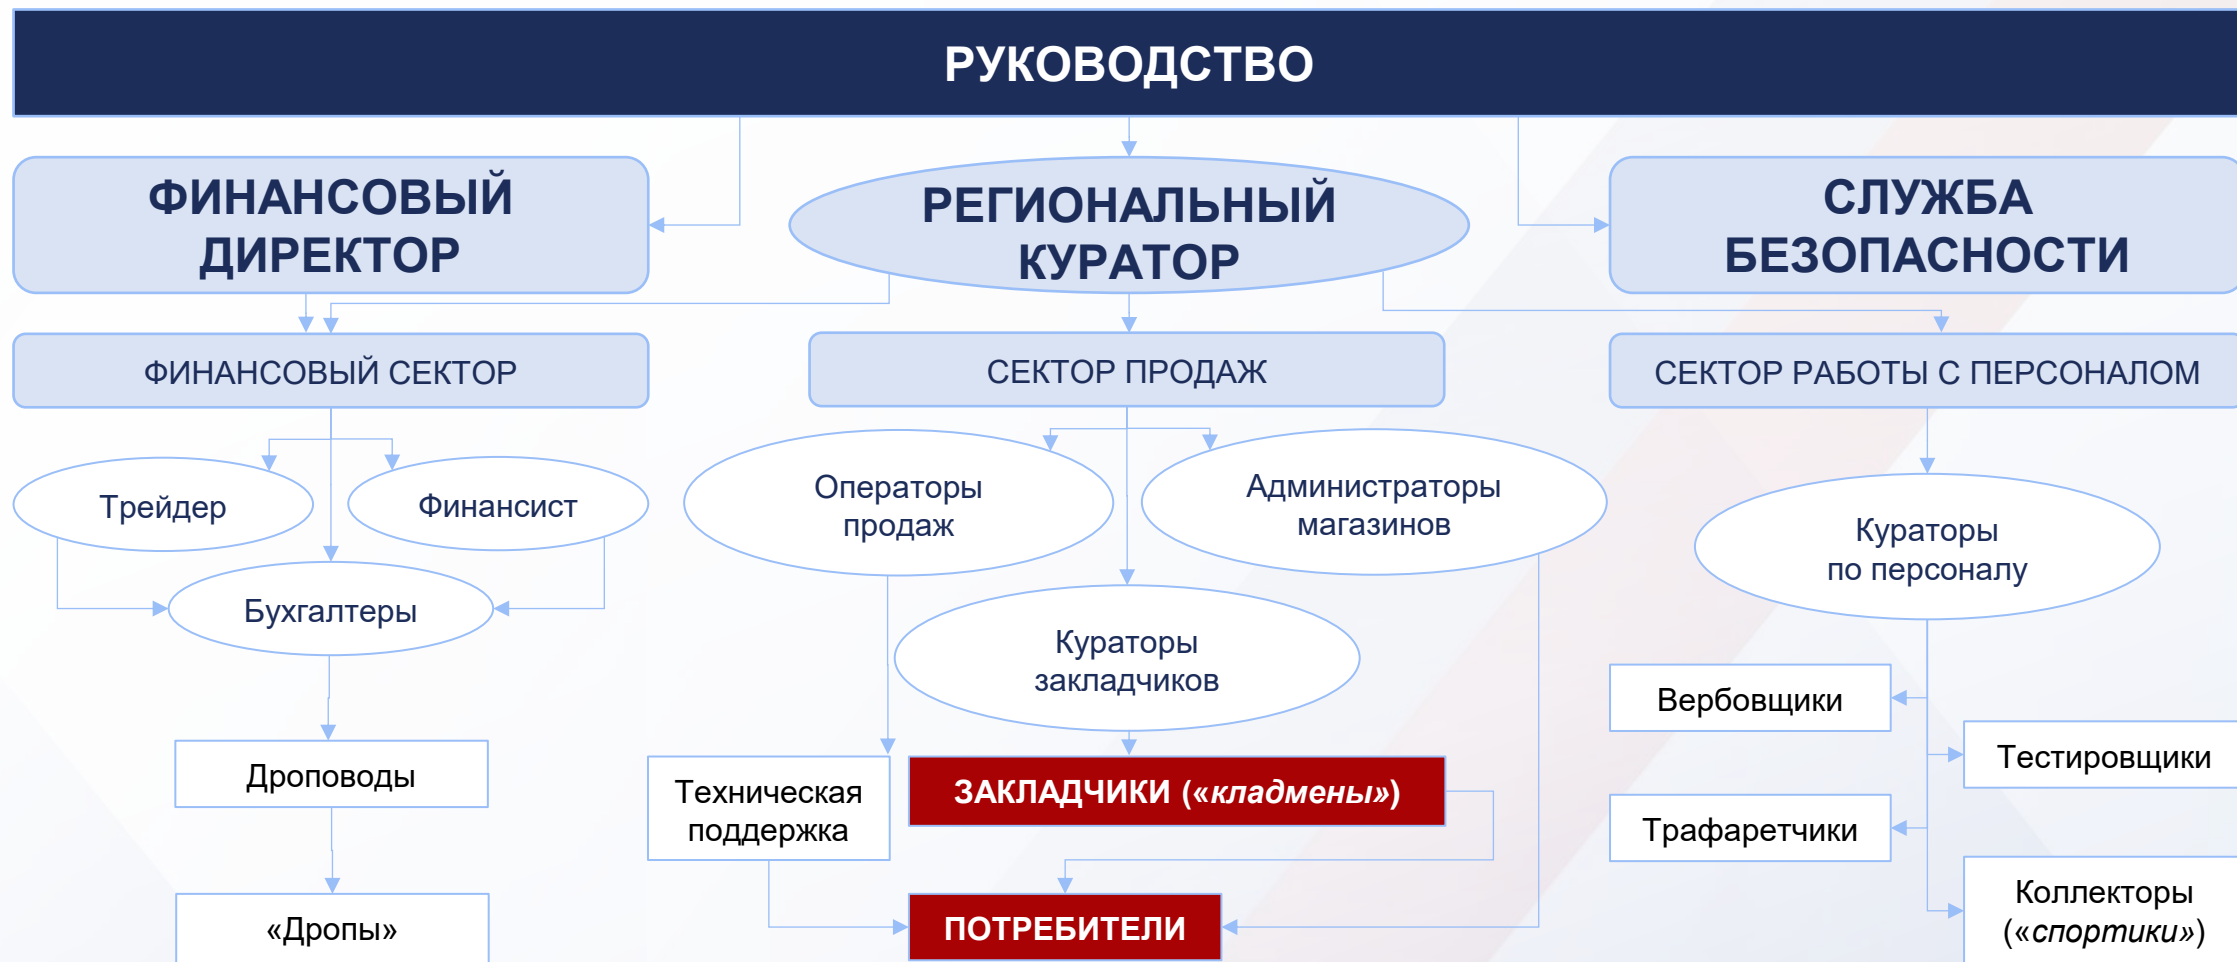 РУКОВОДСТВО
ФИНАНСОВЫЙ
ДИРЕКТОР
РЕГИОНАЛЬНЫЙ
КУРАТОР
СЛУЖБА
БЕЗОПАСНОСТИ
ФИНАНСОВЫЙ СЕКТОР
СЕКТОР ПРОДАЖ
СЕКТОР РАБОТЫ С ПЕРСОНАЛОМ
Трейдер
Финансист
Бухгалтеры
Дроповоды
«Дропы»
Операторы
продаж
Администраторы
магазинов
Кураторы
закладчиков
Техническая
поддержка
ЗАКЛАДЧИКИ («кладмены»)
ПОТРЕБИТЕЛИ
Кураторы
по персоналу
Вербовщики
Тестировщики
Трафаретчики
Коллекторы
(«спортики»)